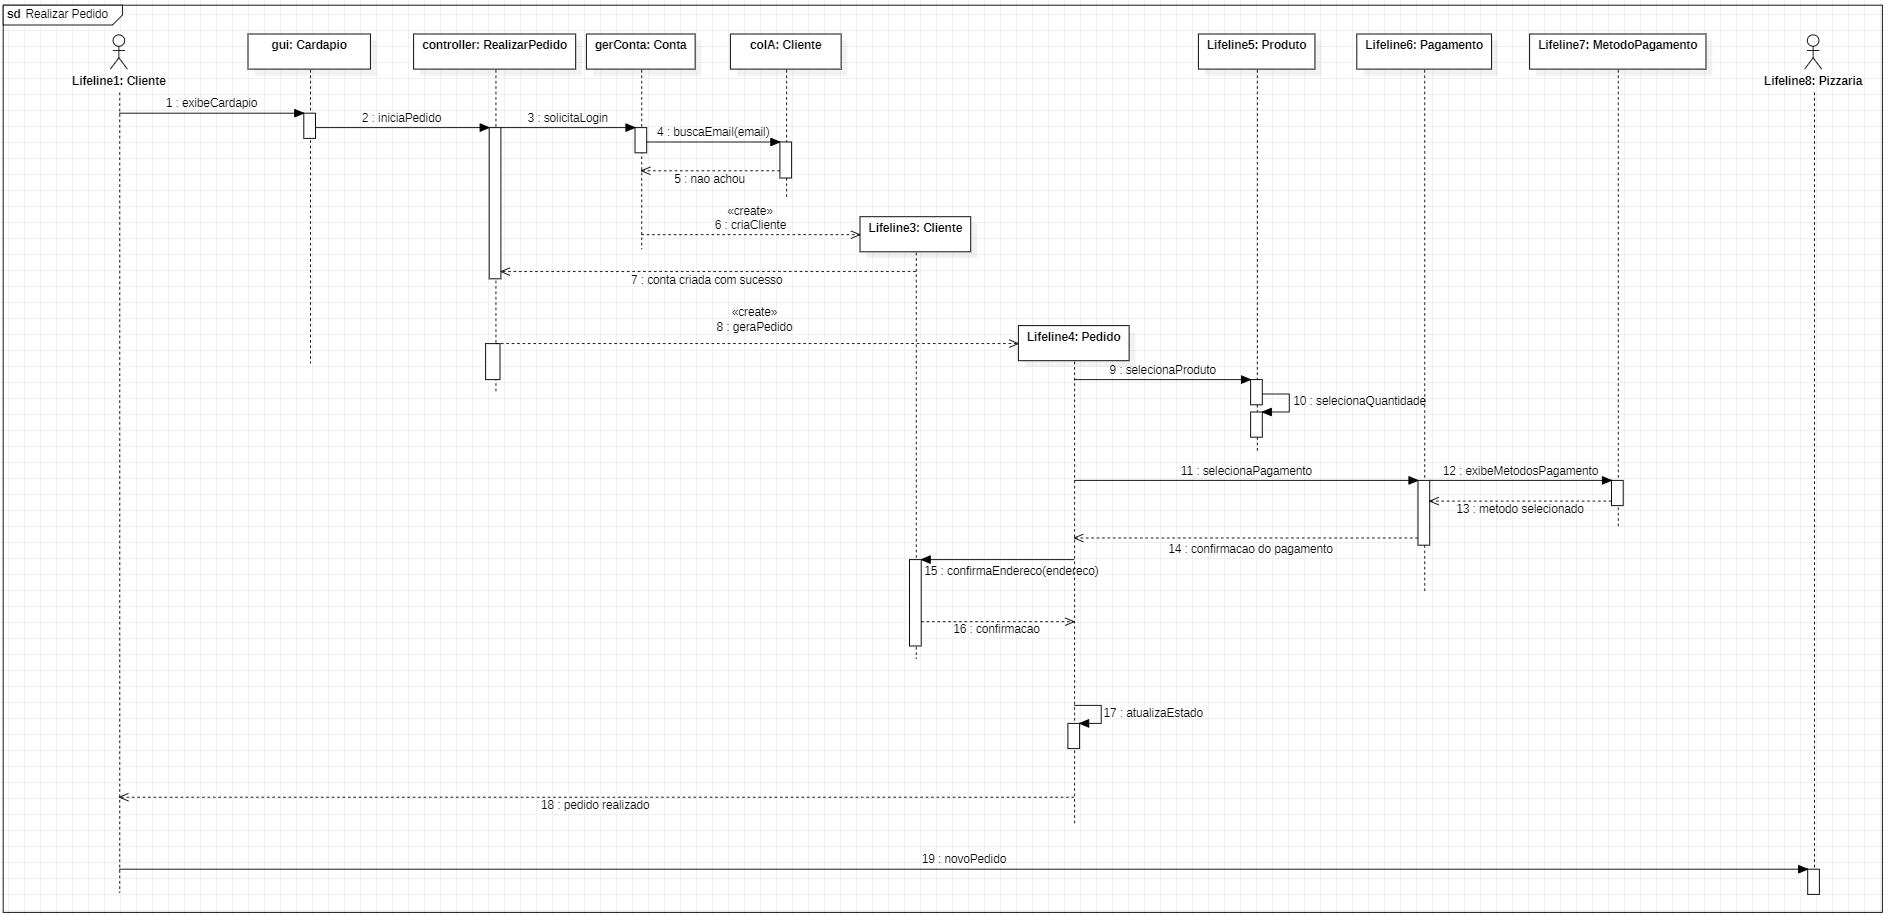 sd Realizar Pedido
Lifeline1: Cliente
gui: Cardapio
controller: RealizarPedido
gerConta: Conta
colA: Cliente
Lifeline5: Produto
Lifeline6: Pagamento
Lifeline7: MetodoPagamento
Lifeline8: Pizzaria
1 : exibeCardapio
2 : iniciaPedido
3 : solicitaLogin
4 : buscaEmail(email)
5 : nao achou
«create»
6 : criaCliente
Lifeline3: Cliente
7 : conta criada com sucesso
«create»
8 : geraPedido
Lifeline4: Pedido
9 : selecionaProduto
10 : selecionaQuantidade
11 : selecionaPagamento
12 : exibeMetodosPagamento
13 : metodo selecionado
14 : confirmacao do pagamento
15 : confirmaEndereco(endereco)
16 : confirmacao
17 : atualizaEstado
18 : pedido realizado
19 : novoPedido